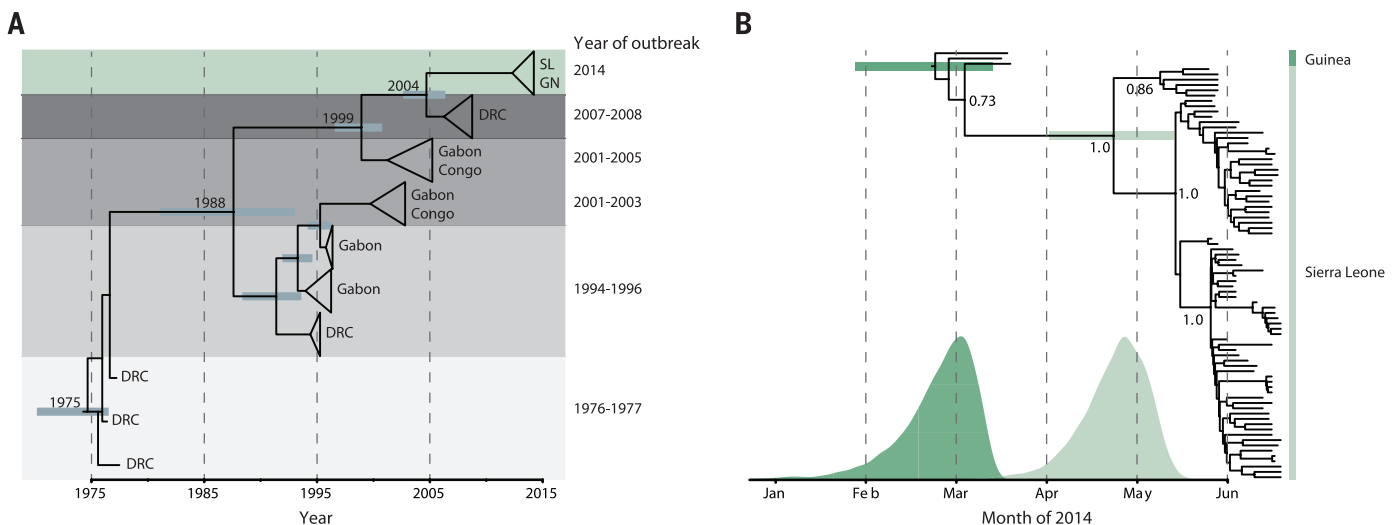 A
Year of outbreak
SL
GN
2014
2004
DRC
2007-2008
1999
Gabon
Congo
2001-2005
Gabon
Congo
2001-2003
1988
Gabon
Gabon
1994-1996
DRC
DRC
1975
DRC
1976-1977
DRC
1975
1985
1995
2005
2015
Year
B
Guinea
0.73
0.86
1.0
1.0
Sierra Leone
1.0
Jan
Feb
Mar
Apr
May
Jun
Month of 2014